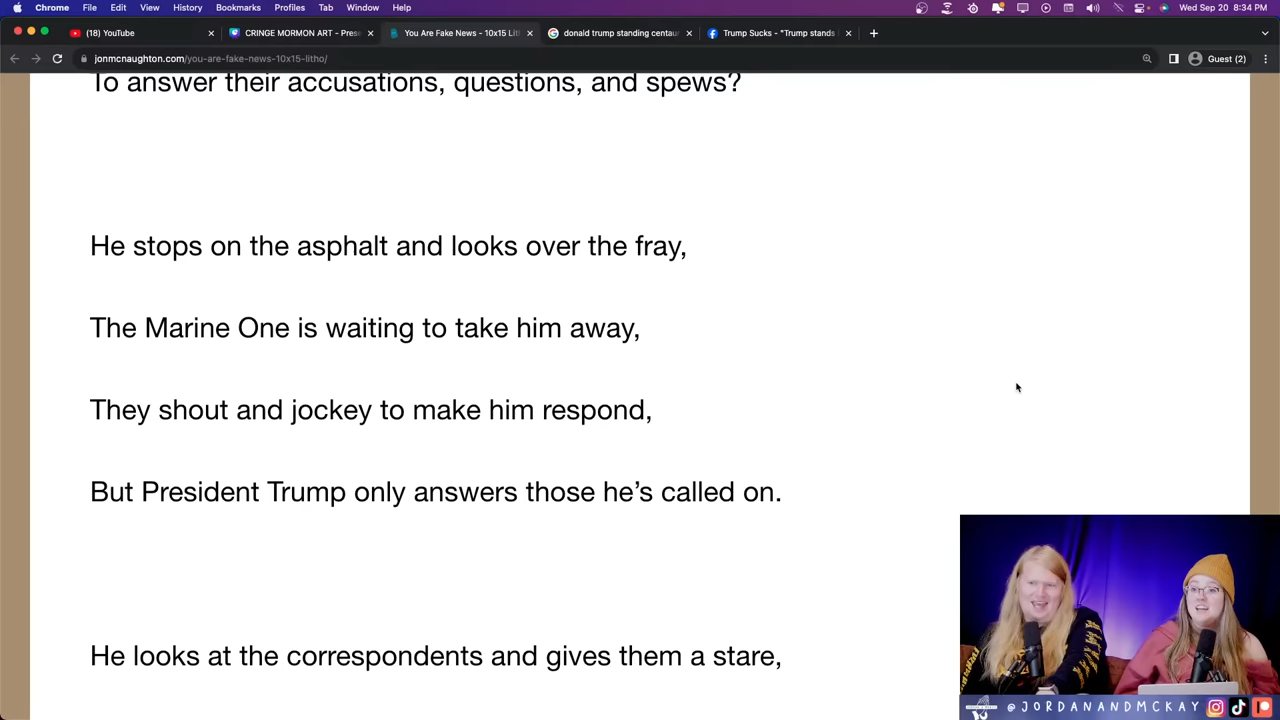 Chrome File Edit View History Bookmarks Profiles Tab Window Help Wed Sep 20 8:34 PM
(18) YouTube
CRINGE MORMON ART - Prese
You Are Fake News - 10x15 Lit
donald trump standing centau
Trump Sucks - "Trump stands
jonmcnaughton.com/you-are-fake-news-10x15-litho/
Guest (2)
To answer their accusations, questions, and spews?
He stops on the asphalt and looks over the fray,
The Marine One is waiting to take him away,
They shout and jockey to make him respond,
But President Trump only answers those he's called on.
He looks at the correspondents and gives them a stare,
@JORDANANDMCKAY